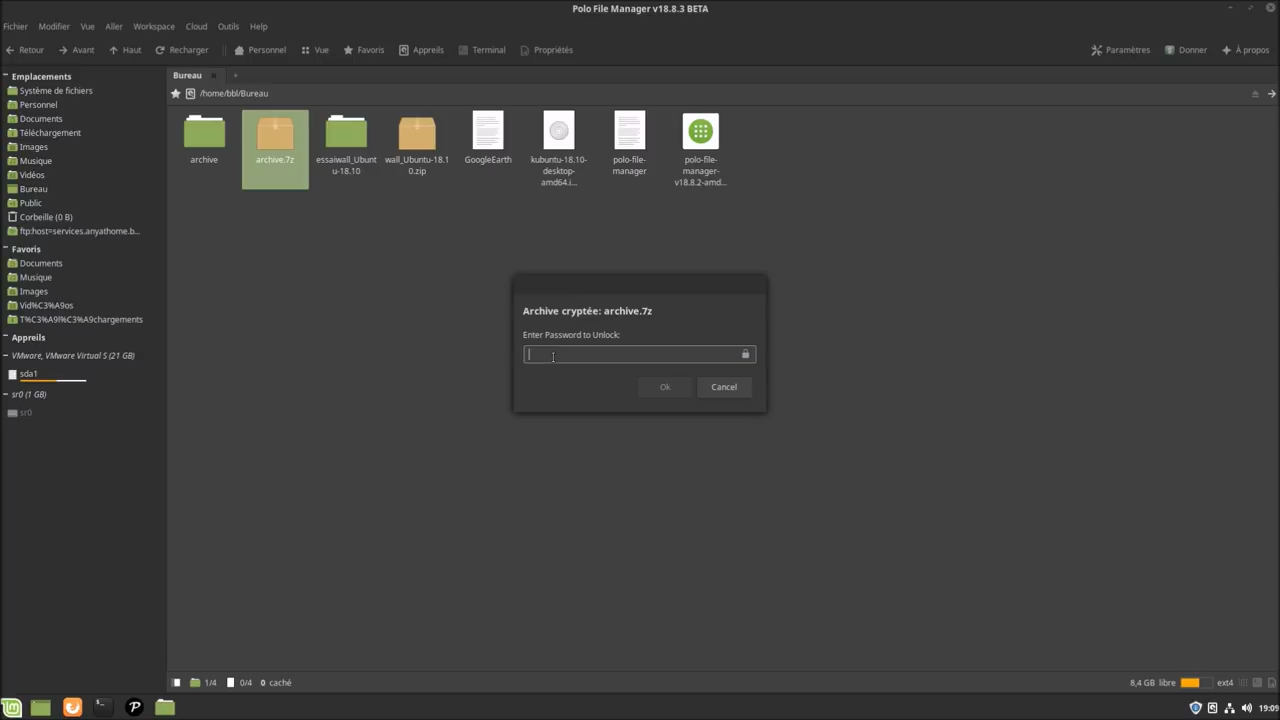 Polo File Manager v18.8.3 BETA
Fichier Modifier Vue Aller Workspace Cloud Outils Help
Retour Avant Haut Recharger Personnel Vue Favoris Appareils Terminal Propriétés Paramètres Donner À propos
Emplacements
Système de fichiers
Personnel
Documents
Téléchargement
Images
Musique
Vidéos
Bureau
Public
Corbeille (0 B)
ftp:host=services.anyathome.b...
Favoris
Documents
Musique
Images
Vid%C3%A9os
T%C3%A9l%C3%A9chargements
Appreils
VMware, VMware Virtual S (21 GB)
sda1
sr0 (1 GB)
sr0
Bureau
/home/bbl/Bureau
archive
archive.7z
essaiwall_Ubunt
u-18.10
wall_Ubuntu-18.1
0.zip
GoogleEarth
kubuntu-18.10-
desktop-
amd64.i...
polo-file-
manager
polo-file-
manager-
v18.8.2-amd...
Archive cryptée: archive.7z
Enter Password to Unlock:
Ok Cancel
1/4 0/4 0 caché
8,4 GB libre ext4
19:09